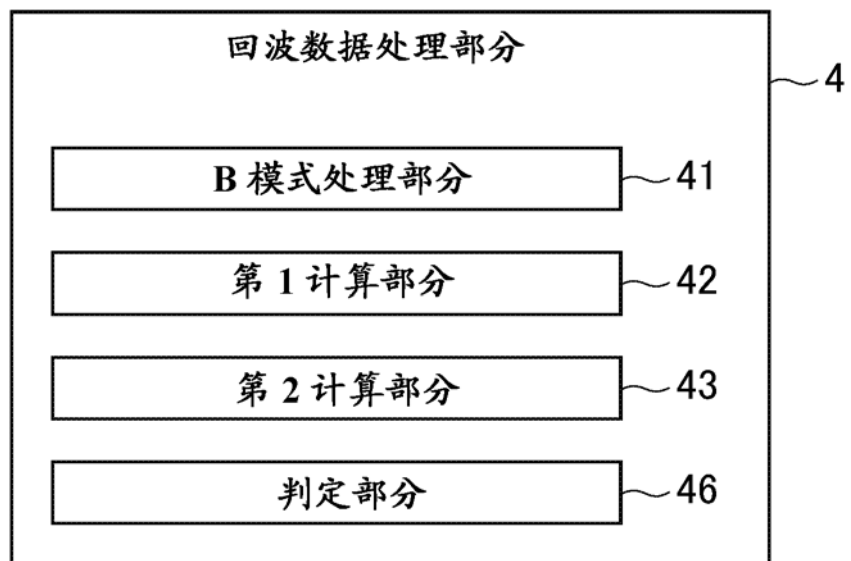 回波数据处理部分
4
B 模式处理部分
41
第 1 计算部分
42
第 2 计算部分
43
判定部分
46